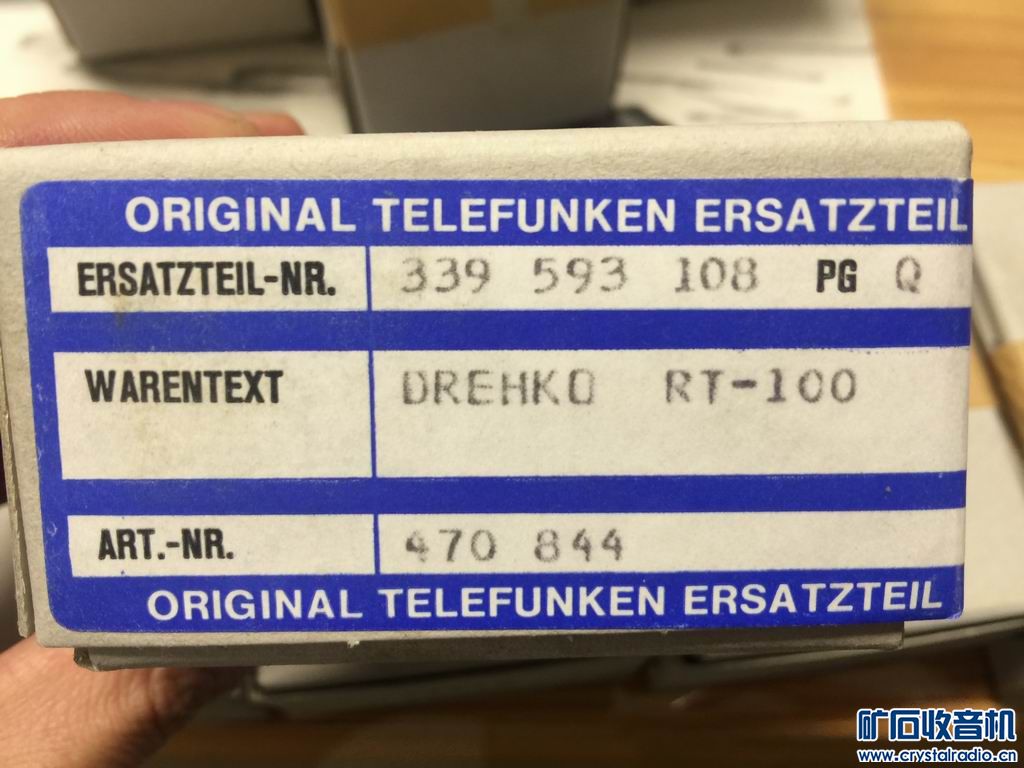 ORIGINAL TELEFUNKEN ERSATZTEIL
ERSATZTEIL-NR. 339 593 108 PG Q
WARENTEXT DREHKO RT-100
ART.-NR. 470 844
ORIGINAL TELEFUNKEN ERSATZTEIL
矿石收音机
www.crystalradio.cn